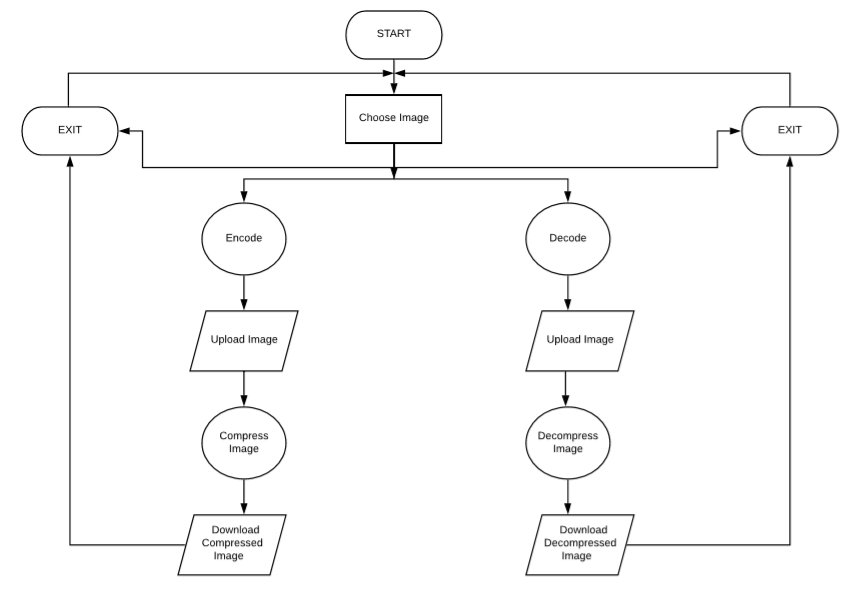 START
Choose Image
EXIT
EXIT
Encode
Decode
Upload Image
Upload Image
Compress
Image
Decompress
Image
Download
Compressed
Image
Download
Decompressed
Image